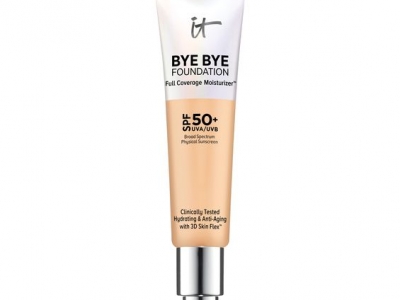 it
BYE BYE
FOUNDATION
Full Coverage Moisturizer™
SPF 50+
UVA/UVB
Broad Spectrum
Physical Sunscreen
Clinically Tested
Hydrating & Anti-Aging
with 3D Skin Flex™